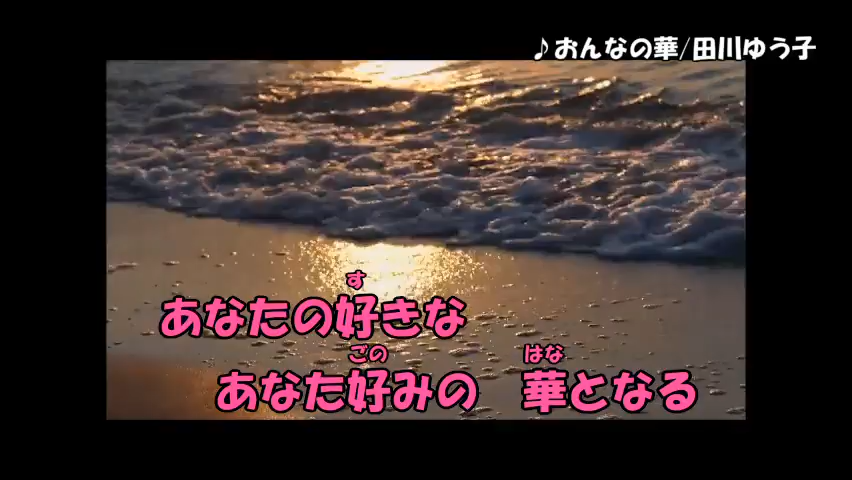 ♪おんなの華/田川ゆう子
す
あなたの好きな
ごの
はな
あなた好みの 華となる